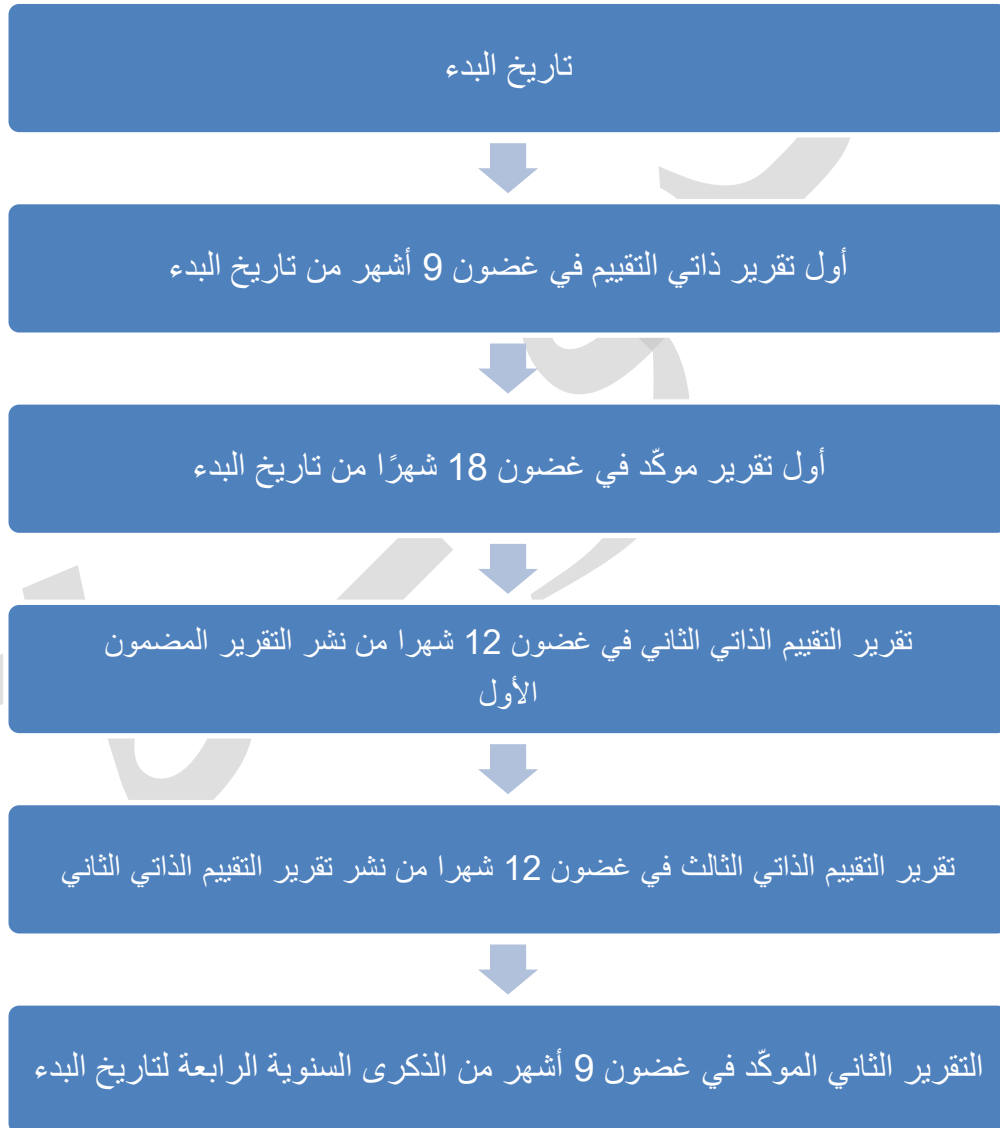 تاريخ البدء
أول تقرير ذاتي التقييم في غضون 9 أشهر من تاريخ البدء
أول تقرير موكّد في غضون 18 شهرًا من تاريخ البدء
تقرير التقييم الذاتي الثاني في غضون 12 شهرا من نشر التقرير المضمون
الأول
تقرير التقييم الذاتي الثالث في غضون 12 شهرا من نشر تقرير التقييم الذاتي الثاني
التقرير الثاني الموكّد في غضون 9 أشهر من الذكرى السنوية الرابعة لتاريخ البدء